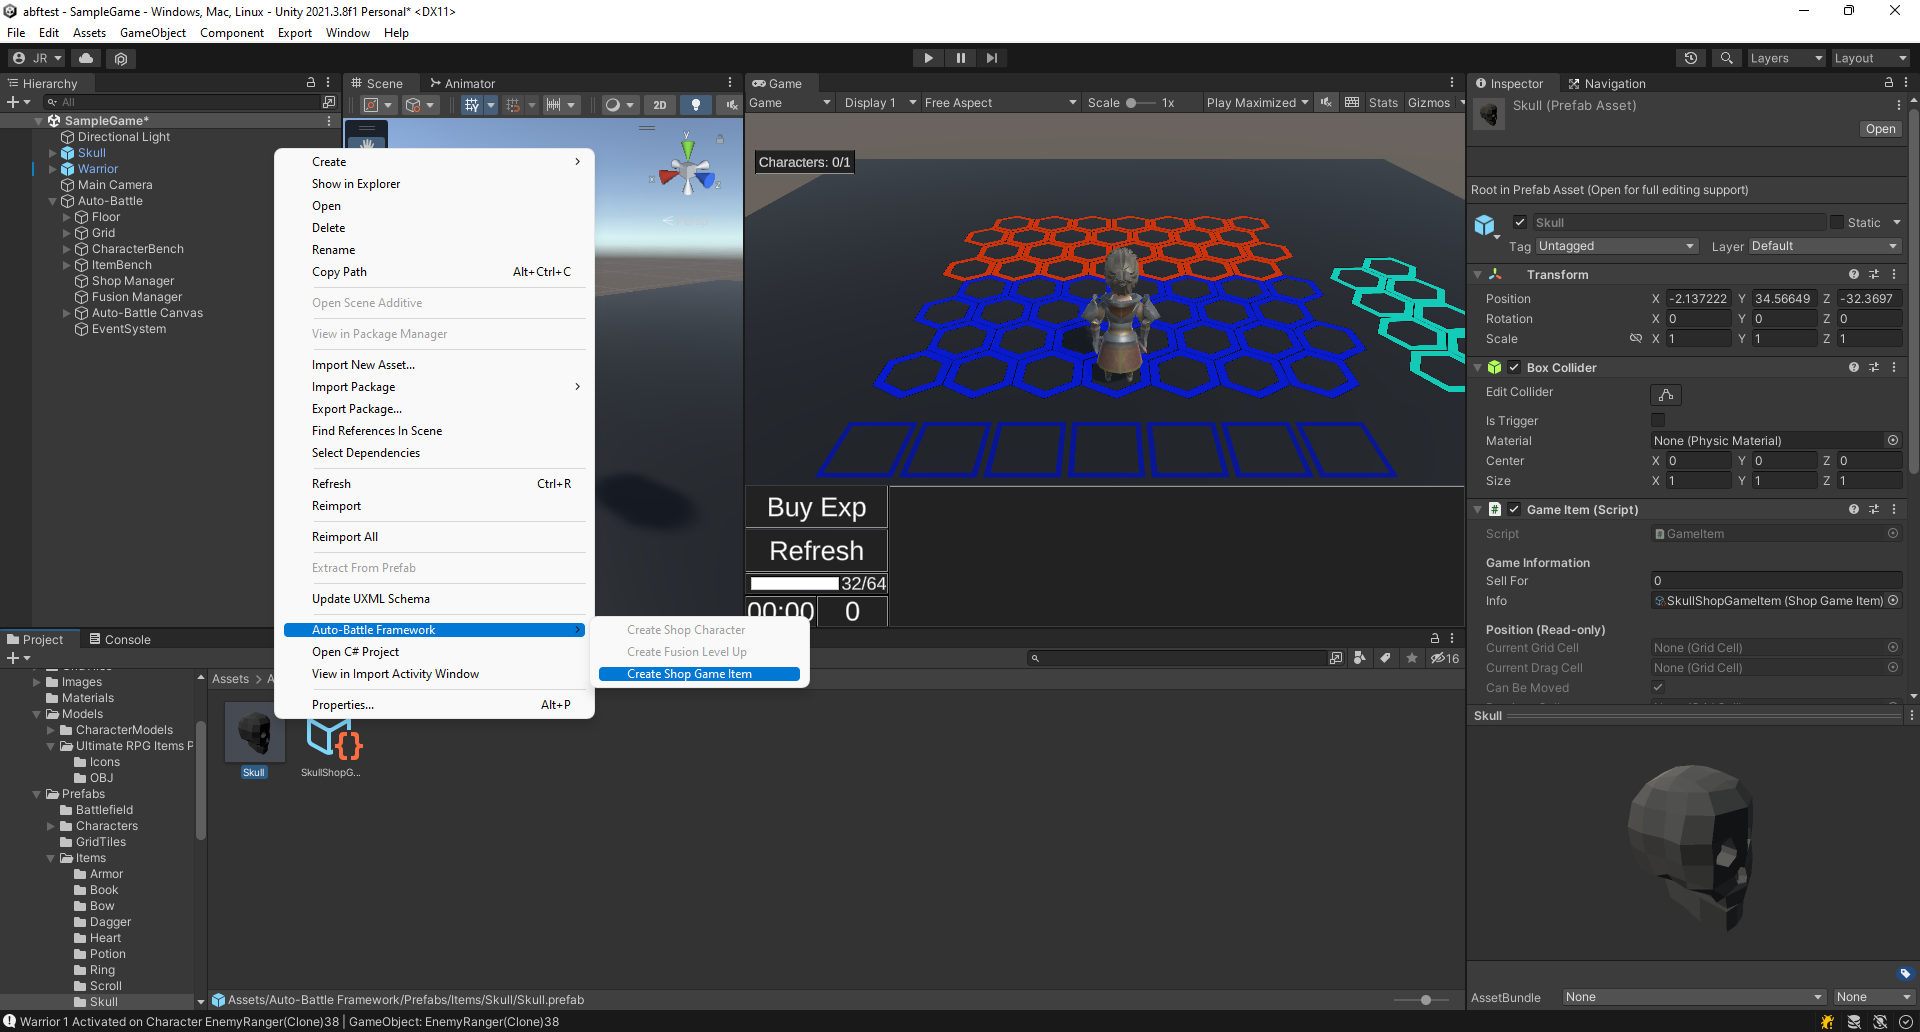 abftest - SampleGame - Windows, Mac, Linux - Unity 2021.3.8f1 Personal* <DX11>
File Edit Assets GameObject Component Export Window Help
JR
Layers Layout
Hierarchy
All
SampleGame*
Directional Light
Skull
Warrior
Main Camera
Auto-Battle
Floor
Grid
CharacterBench
ItemBench
Shop Manager
Fusion Manager
Auto-Battle Canvas
EventSystem
Scene Animator
2D
y
x
z
Create
Show in Explorer
Open
Delete
Rename
Copy Path Alt+Ctrl+C
Open Scene Additive
View in Package Manager
Import New Asset...
Import Package
Export Package...
Find References In Scene
Select Dependencies
Refresh Ctrl+R
Reimport
Reimport All
Extract From Prefab
Update UXML Schema
Auto-Battle Framework
Open C# Project
View in Import Activity Window
Properties... Alt+P
Create Shop Character
Create Fusion Level Up
Create Shop Game Item
Game
Game Display 1 Free Aspect Scale 1x Play Maximized Stats Gizmos
Characters: 0/1
Buy Exp
Refresh
32/64
00:00 0
Inspector Navigation
Skull (Prefab Asset)
Open
Root in Prefab Asset (Open for full editing support)
Skull Static
Tag Untagged Layer Default
Transform
Position X -2.137222 Y 34.56649 Z -32.3697
Rotation X 0 Y 0 Z 0
Scale X 1 Y 1 Z 1
Box Collider
Edit Collider
Is Trigger
Material None (Physic Material)
Center X 0 Y 0 Z 0
Size X 1 Y 1 Z 1
Game Item (Script)
Script GameItem
Game Information
Sell For 0
Info SkullShopGameItem (Shop Game Item)
Position (Read-only)
Current Grid Cell None (Grid Cell)
Current Drag Cell None (Grid Cell)
Can Be Moved
Skull
AssetBundle None None
Project Console
16
Images
Materials
Models
CharacterModels
Ultimate RPG Items P
Icons
OBJ
Prefabs
Battlefield
Characters
GridTiles
Items
Armor
Book
Bow
Dagger
Heart
Potion
Ring
Scroll
Skull
Assets > A
Skull
SkullShopG...
Assets/Auto-Battle Framework/Prefabs/Items/Skull/Skull.prefab
Warrior 1 Activated on Character EnemyRanger(Clone)38 | GameObject: EnemyRanger(Clone)38